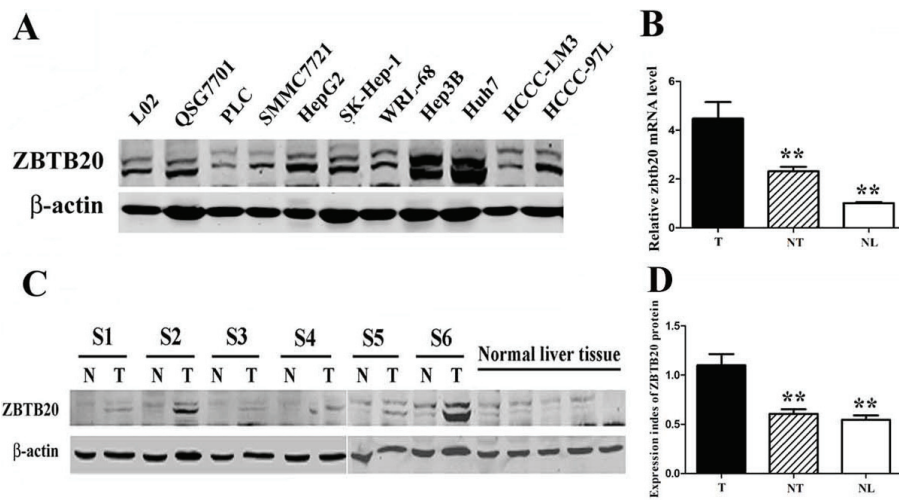 A
L02 QSG7701 PLC SMMC7721 HepG2 SK-Hep-1 WRL-68 Hep3B Huh7 HCCC-LM3 HCCC-97L
ZBTB20
β-actin
B
Relative zbtb20 mRNA level
6
4
2
0
**
**
T NT NL
C
S1 S2 S3 S4 S5 S6 Normal liver tissue
N T N T N T N T N T N T
ZBTB20
β-actin
D
Expression index of ZBTB20 protein
1.5
1.0
0.5
0.0
**
**
T NT NL